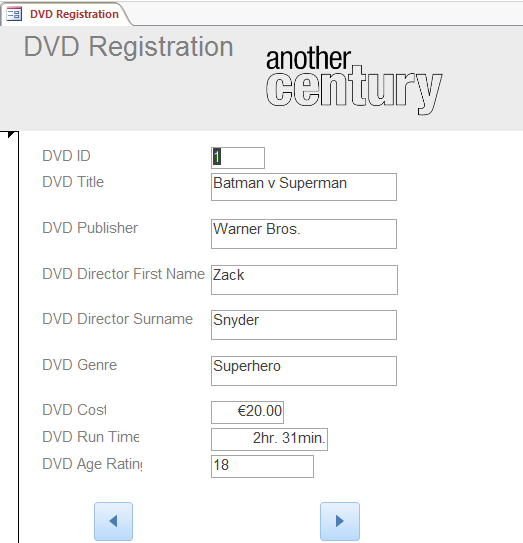 DVD Registration
DVD Registration
another
century
DVD ID 1
DVD Title Batman v Superman
DVD Publisher Warner Bros.
DVD Director First Name Zack
DVD Director Surname Snyder
DVD Genre Superhero
DVD Cost €20.00
DVD Run Time 2hr. 31min.
DVD Age Rating 18